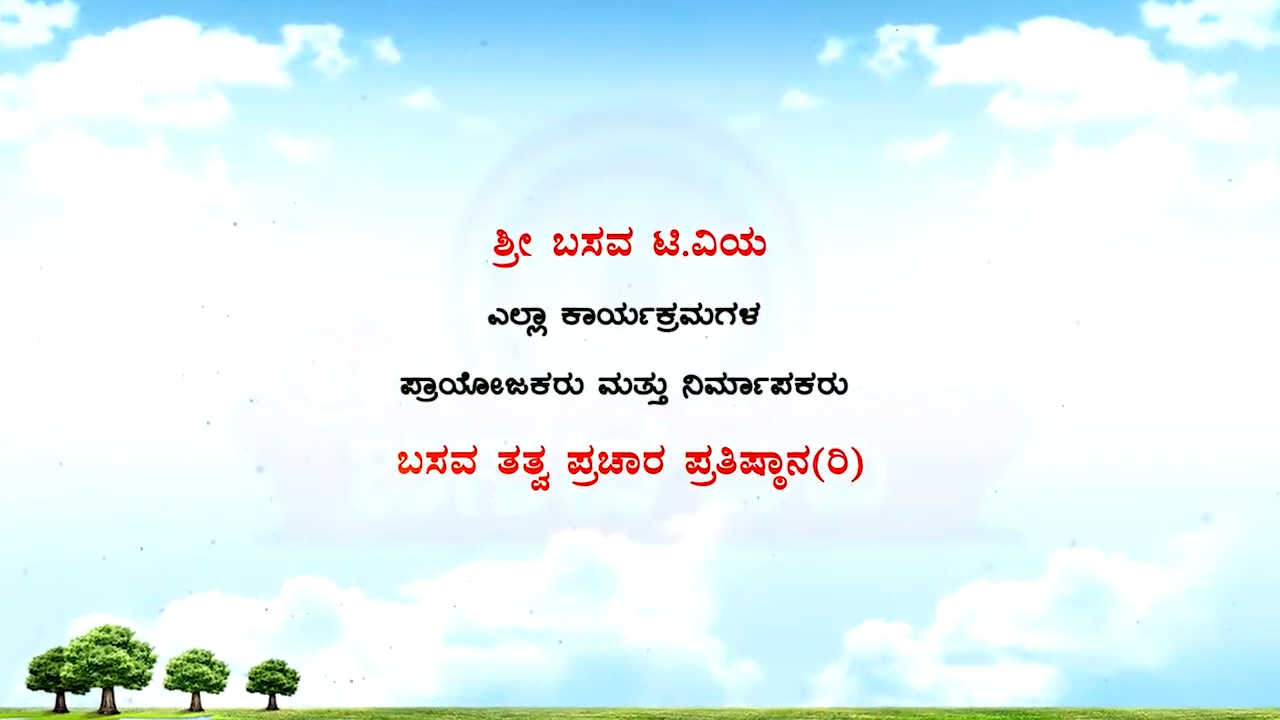 ಶ್ರೀ ಬಸವ ಟಿ.ವಿಯ
ಎಲ್ಲಾ ಕಾರ್ಯಕ್ರಮಗಳ
ಪ್ರಾಯೋಜಕರು ಮತ್ತು ನಿರ್ಮಾಪಕರು
ಬಸವ ತತ್ವ ಪ್ರಚಾರ ಪ್ರತಿಷ್ಠಾನ(ರಿ)